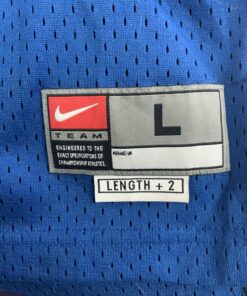 L
TEAM
ENGINEERED TO THE
EXACT SPECIFICATIONS OF
CHAMPIONSHIP ATHLETES
LENGTH + 2